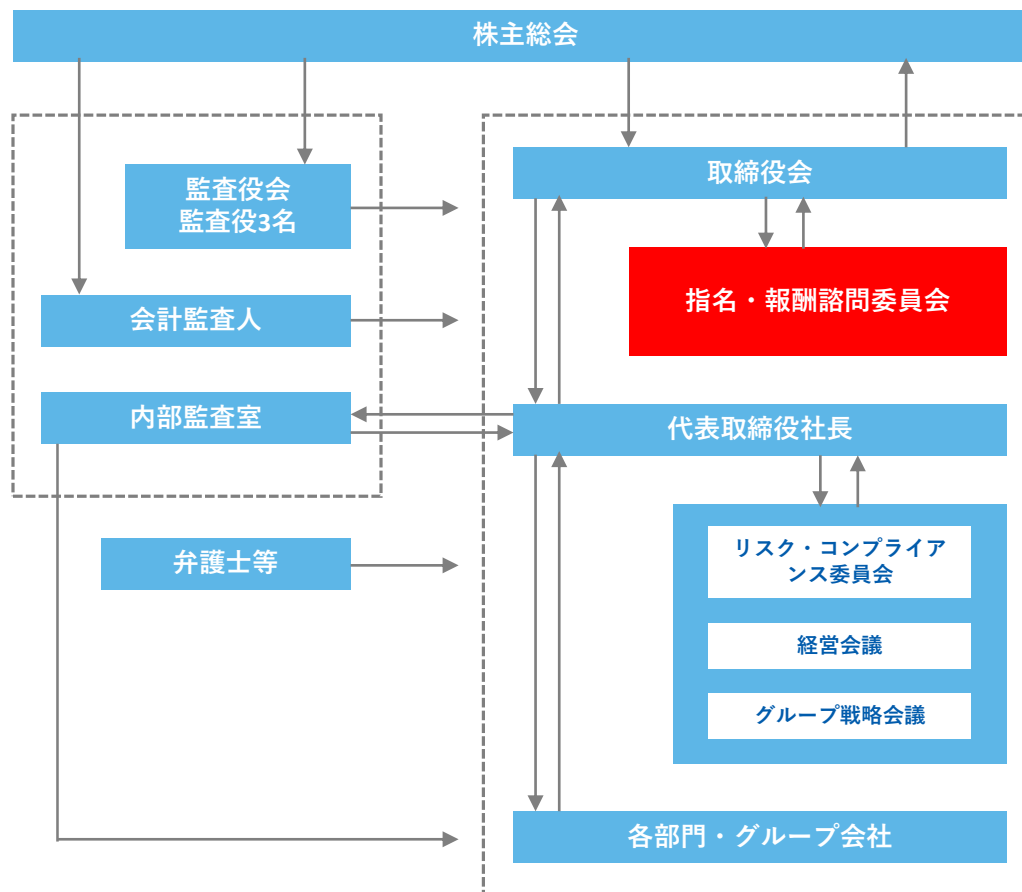 株主総会
監査役会
監査役3名
取締役会
指名・報酬諮問委員会
会計監査人
内部監査室
代表取締役社長
弁護士等
リスク・コンプライア
ンス委員会
経営会議
グループ戦略会議
各部門・グループ会社